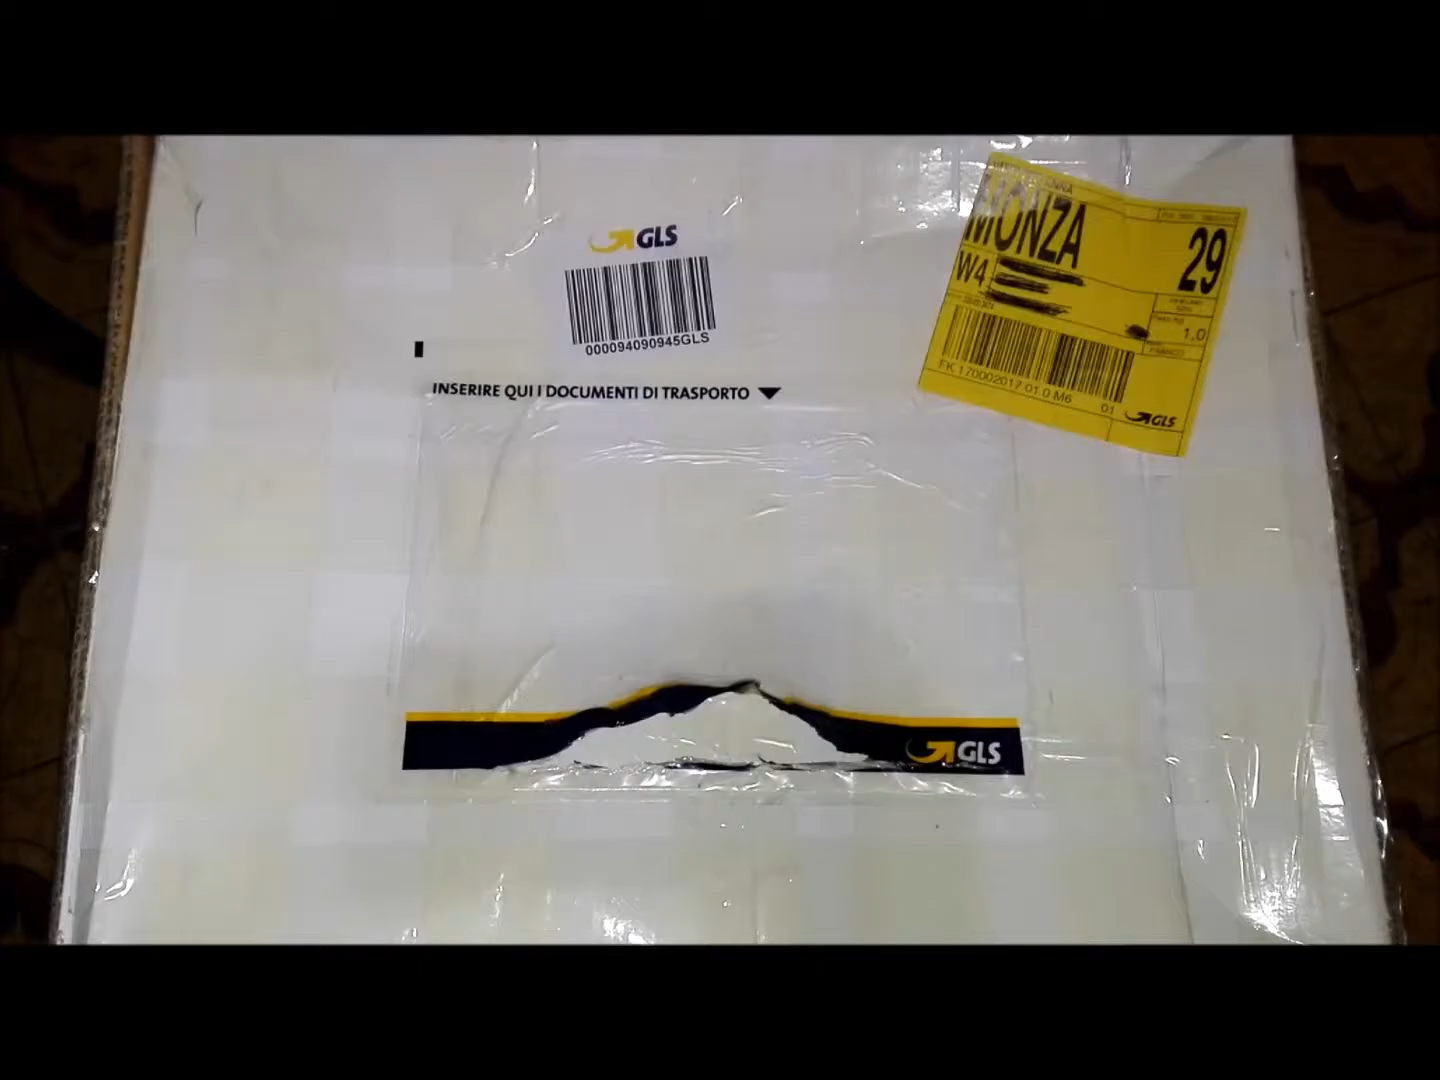 GLS
000094090945GLS
INSERIRE QUI I DOCUMENTI DI TRASPORTO
MONZA
29
W4
1,0
FRANCO
FK 170002017 01.0 M6
01
GLS
GLS